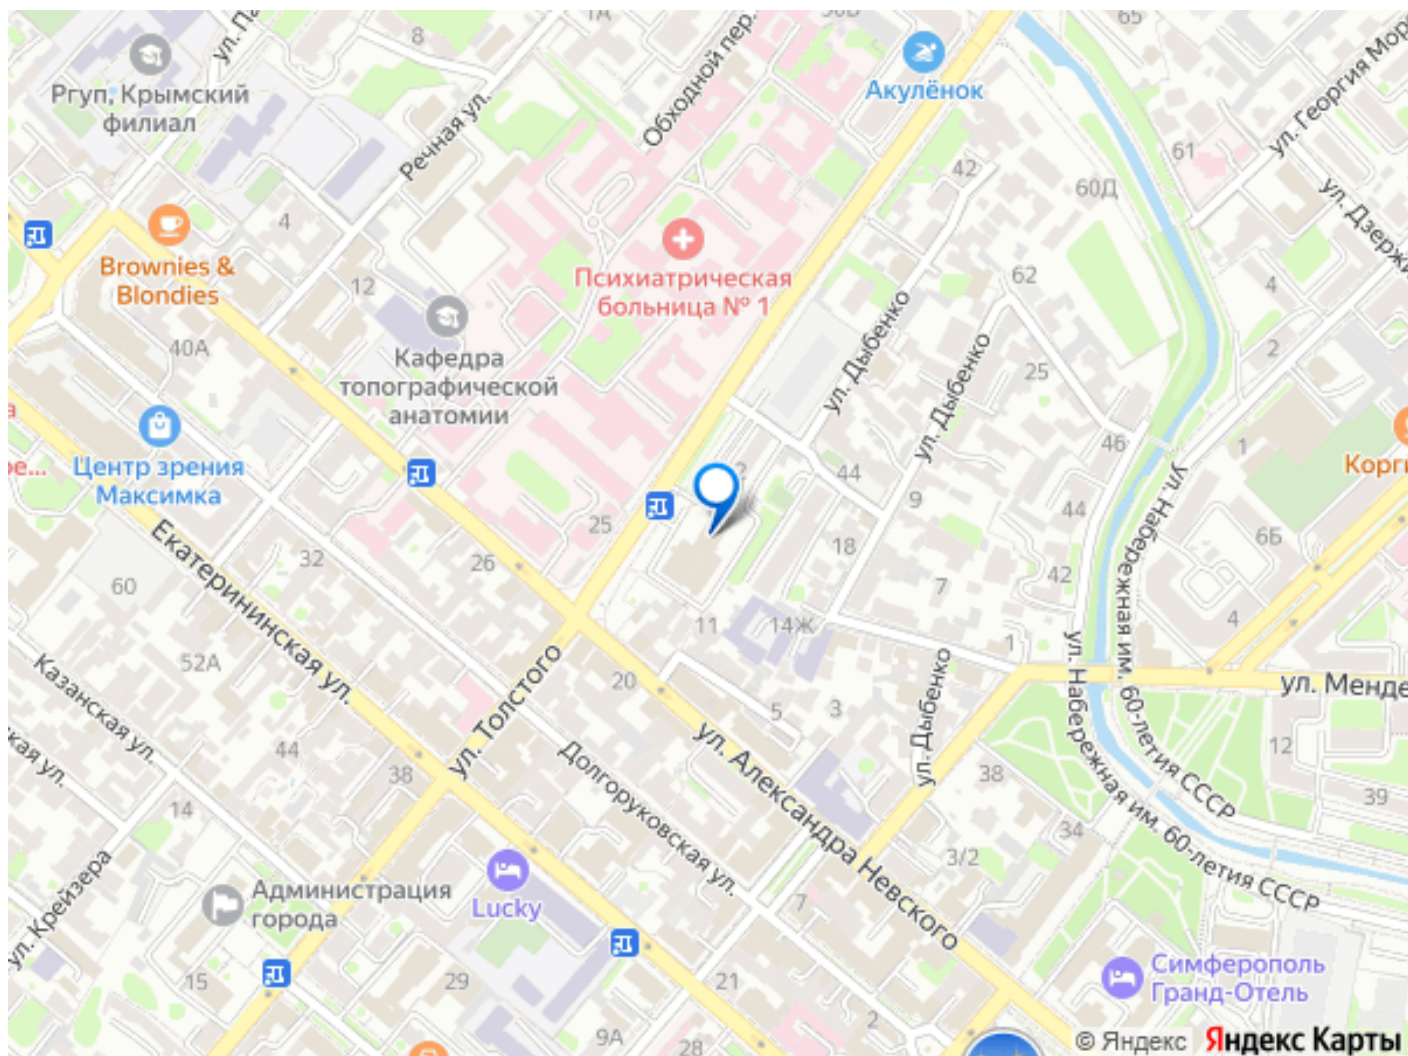 ул. Па
8
1А
Обходной пер.
65
Акулёнок
ул. Георгия Мор
Ргуп, Крымский
филиал
Речная ул.
42
60Д
61
ул. Дзержи
4
Brownies &
Blondies
12
Психиатрическая
больница № 1
62
4
40А
Кафедра
топографической
анатомии
ул. Дыбенко
ул. Дыбенко
25
2
а
ре...
Центр зрения
Максимка
46
1
Корги
44
9
44
ул. Набережная им. 60-летия СССР
6Б
25
18
42
Екатерининская ул.
32
26
60
7
4
11
14Ж
1
52А
Казанская ул.
ул. Толстого
20
ул. Дыбенко
ул. Набережная им. 60-летия СССР
ул. Менде
5
3
44
38
ул. Александра Невского
38
12
кая ул.
14
Долгоруковская ул.
39
34
3/2
ул. Крейзера
Администрация
города
Lucky
7
Симферополь
Гранд-Отель
15
29
21
9А
28
2
© Яндекс
Яндекс Карты